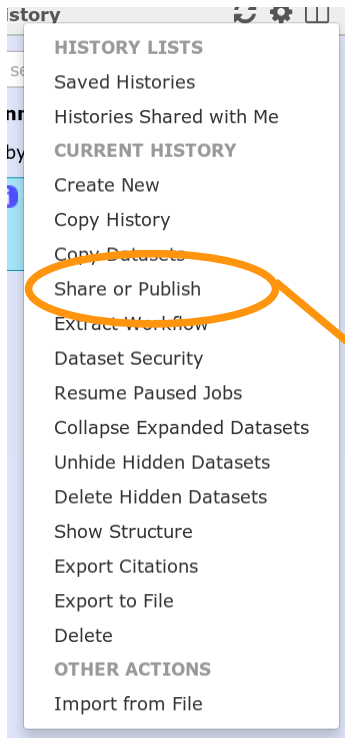 istory
HISTORY LISTS
Saved Histories
Histories Shared with Me
CURRENT HISTORY
by
Create New
Copy History
Copy Datasets
Share or Publish
Extract Workflow
Dataset Security
Resume Paused Jobs
Collapse Expanded Datasets
Unhide Hidden Datasets
Delete Hidden Datasets
Show Structure
Export Citations
Export to File
Delete
OTHER ACTIONS
Import from File